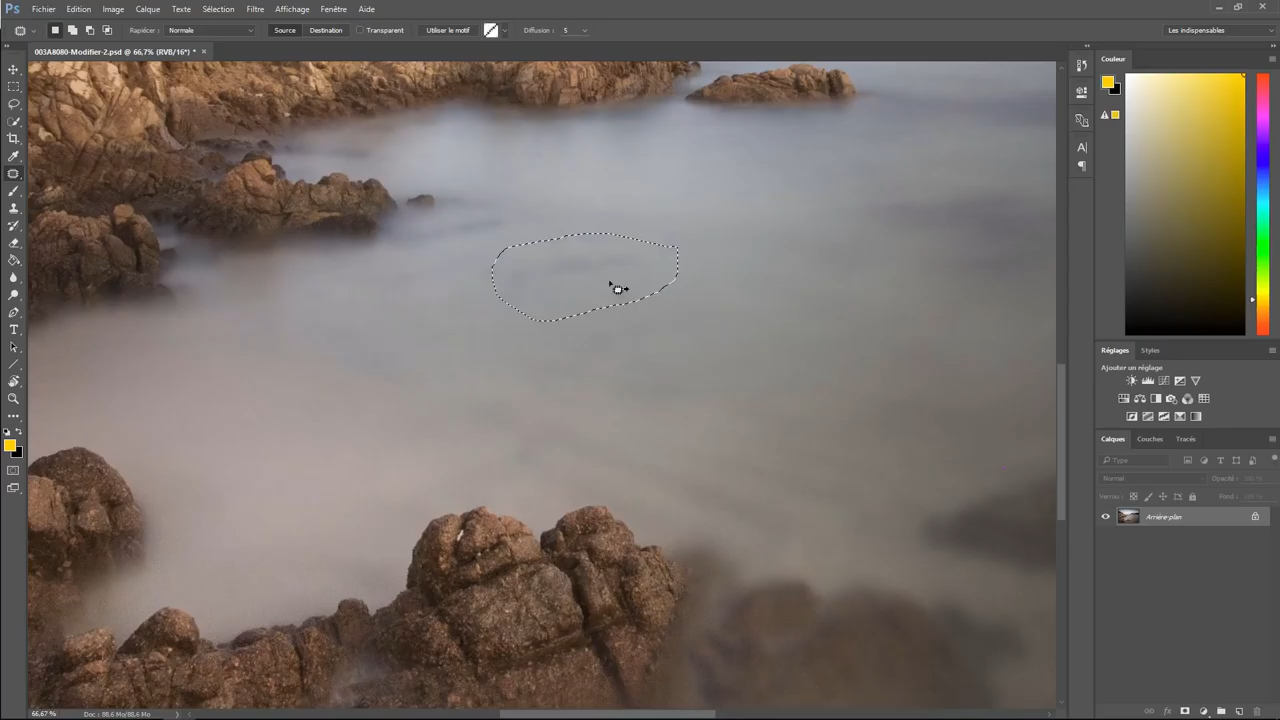 Ps Fichier Edition Image Calque Texte Sélection Filtre Affichage Fenêtre Aide
Rapiécer : Normale Source Destination Transparent Utiliser le motif Diffusion : 5 Les indispensables
003A8080-Modifier-2.psd @ 66,7% (RVB/16*) * ×
Couleur
Réglages Styles
Ajouter un réglage
Calques Couches Tracés
Type
Normal Opacité :
Verrou : Fond :
Arrière-plan
66,67 % Doc : 88,6 Mo/88,6 Mo